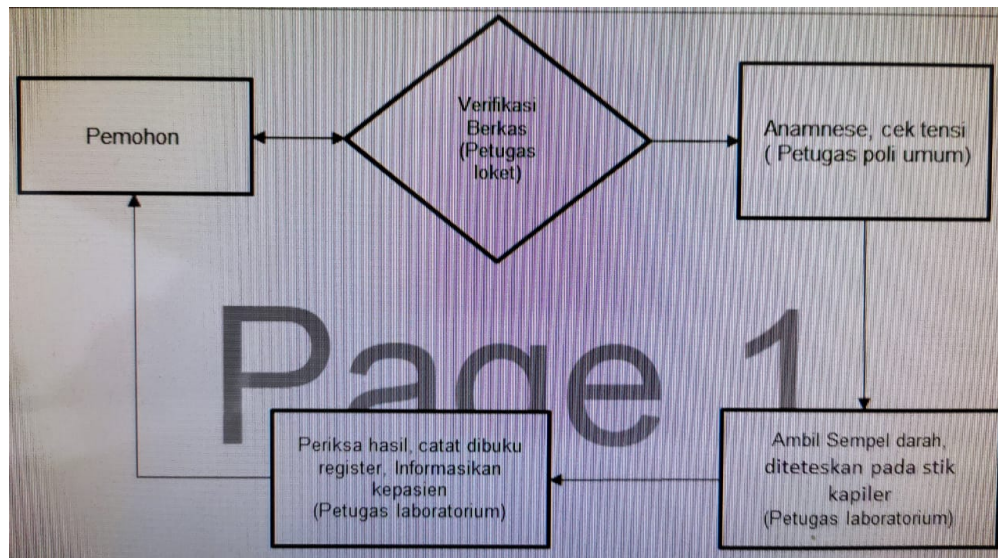 Pemohon
Verifikasi
Berkas
(Petugas
loket)
Anamnese, cek tensi
( Petugas poli umum)
Ambil Sempel darah,
diteteskan pada stik
kapiler
(Petugas laboratorium)
Periksa hasil, catat dibuku
register, Informasikan
kepasien
(Petugas laboratorium)
Page 1